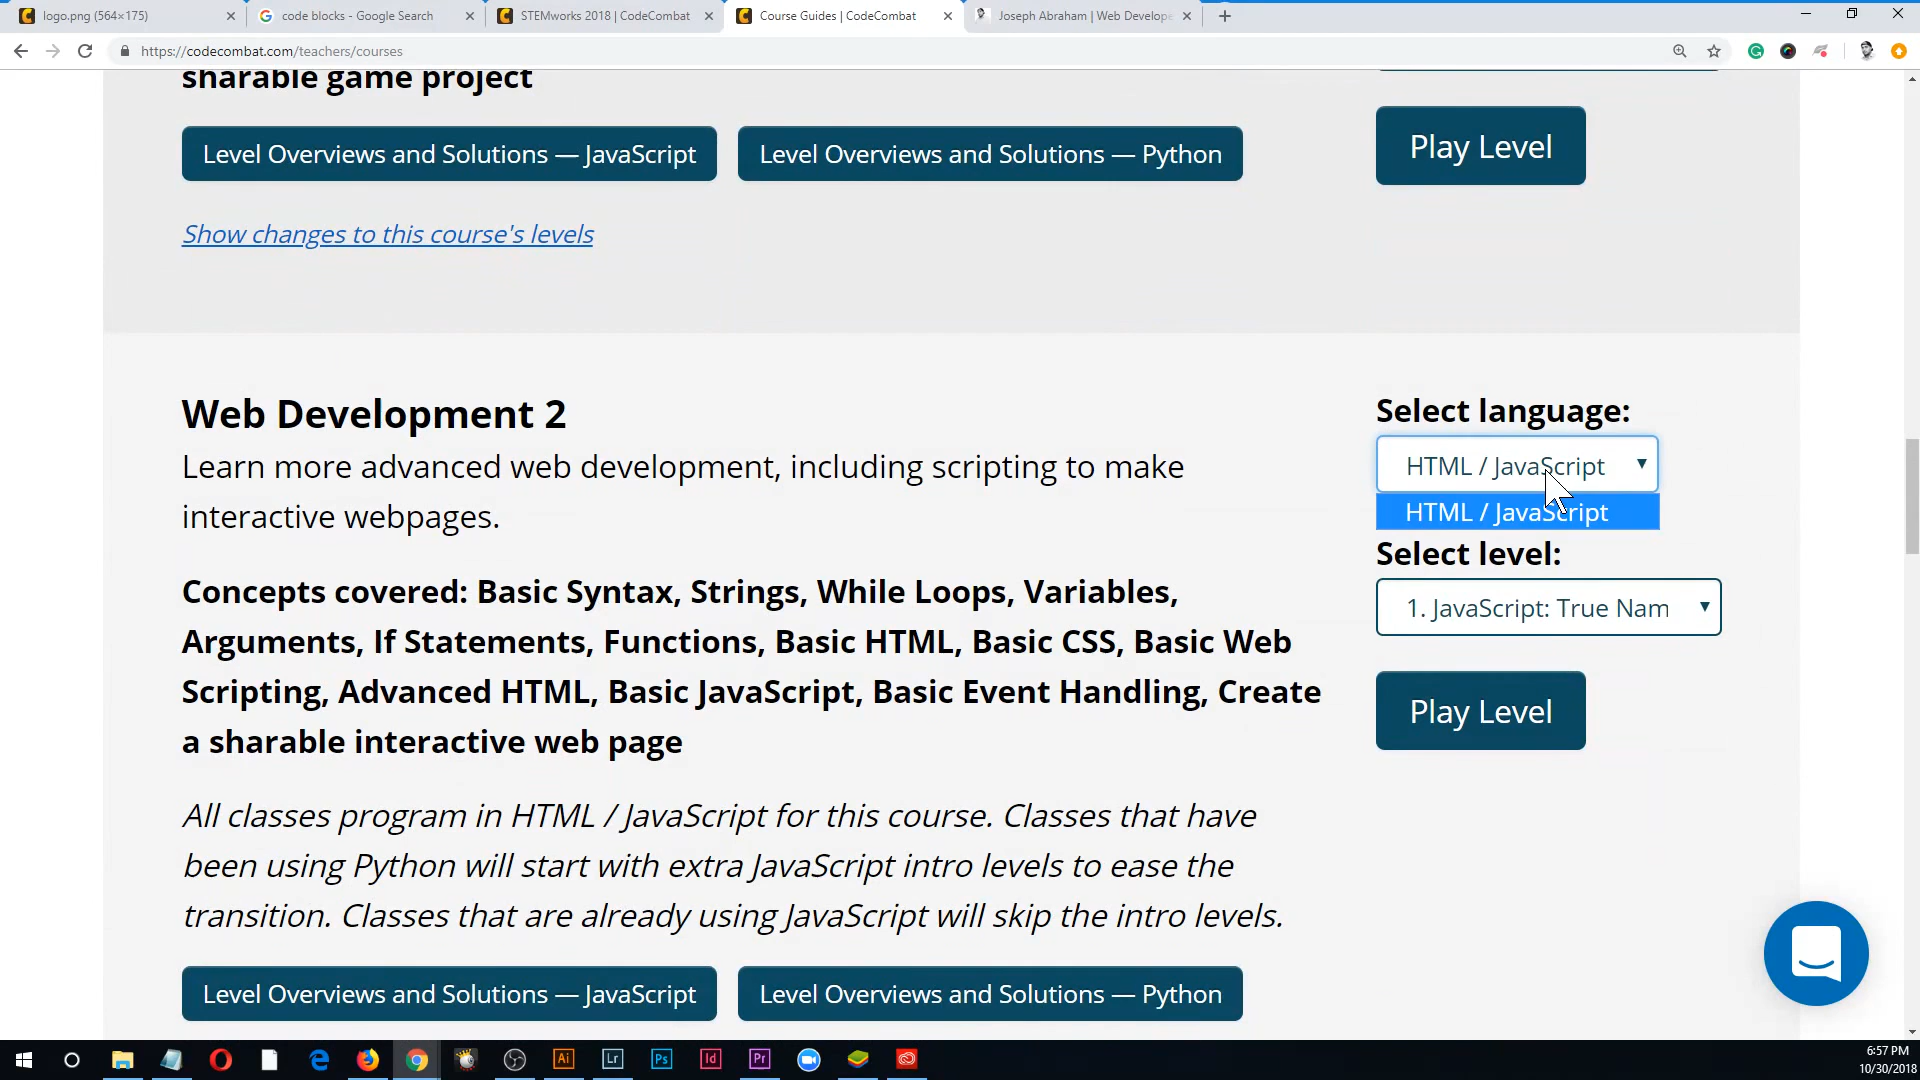 logo.png (564×175)
code blocks - Google Search
STEMworks 2018 | CodeCombat
Course Guides | CodeCombat
Joseph Abraham | Web Develope
https://codecombat.com/teachers/courses
sharable game project
Level Overviews and Solutions — JavaScript
Level Overviews and Solutions — Python
Play Level
Show changes to this course's levels
Web Development 2
Learn more advanced web development, including scripting to make
interactive webpages.
Concepts covered: Basic Syntax, Strings, While Loops, Variables,
Arguments, If Statements, Functions, Basic HTML, Basic CSS, Basic Web
Scripting, Advanced HTML, Basic JavaScript, Basic Event Handling, Create
a sharable interactive web page
All classes program in HTML / JavaScript for this course. Classes that have
been using Python will start with extra JavaScript intro levels to ease the
transition. Classes that are already using JavaScript will skip the intro levels.
Level Overviews and Solutions — JavaScript
Level Overviews and Solutions — Python
Select language:
HTML / JavaScript
HTML / JavaScript
Select level:
1. JavaScript: True Nam
Play Level
Ai
Lr
Ps
Id
Pr
6:57 PM
10/30/2018